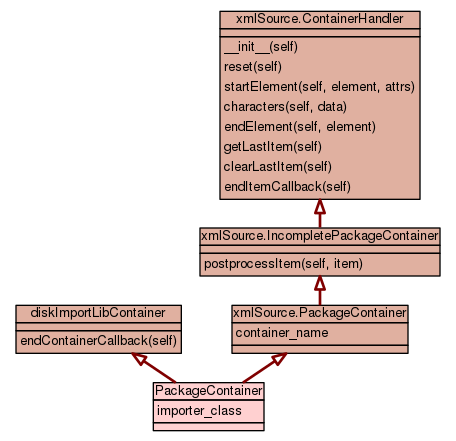 xmlSource.ContainerHandler
__init__(self)
reset(self)
startElement(self, element, attrs)
characters(self, data)
endElement(self, element)
getLastItem(self)
clearLastItem(self)
endItemCallback(self)
xmlSource.IncompletePackageContainer
postprocessItem(self, item)
diskImportLibContainer
endContainerCallback(self)
xmlSource.PackageContainer
container_name
PackageContainer
importer_class